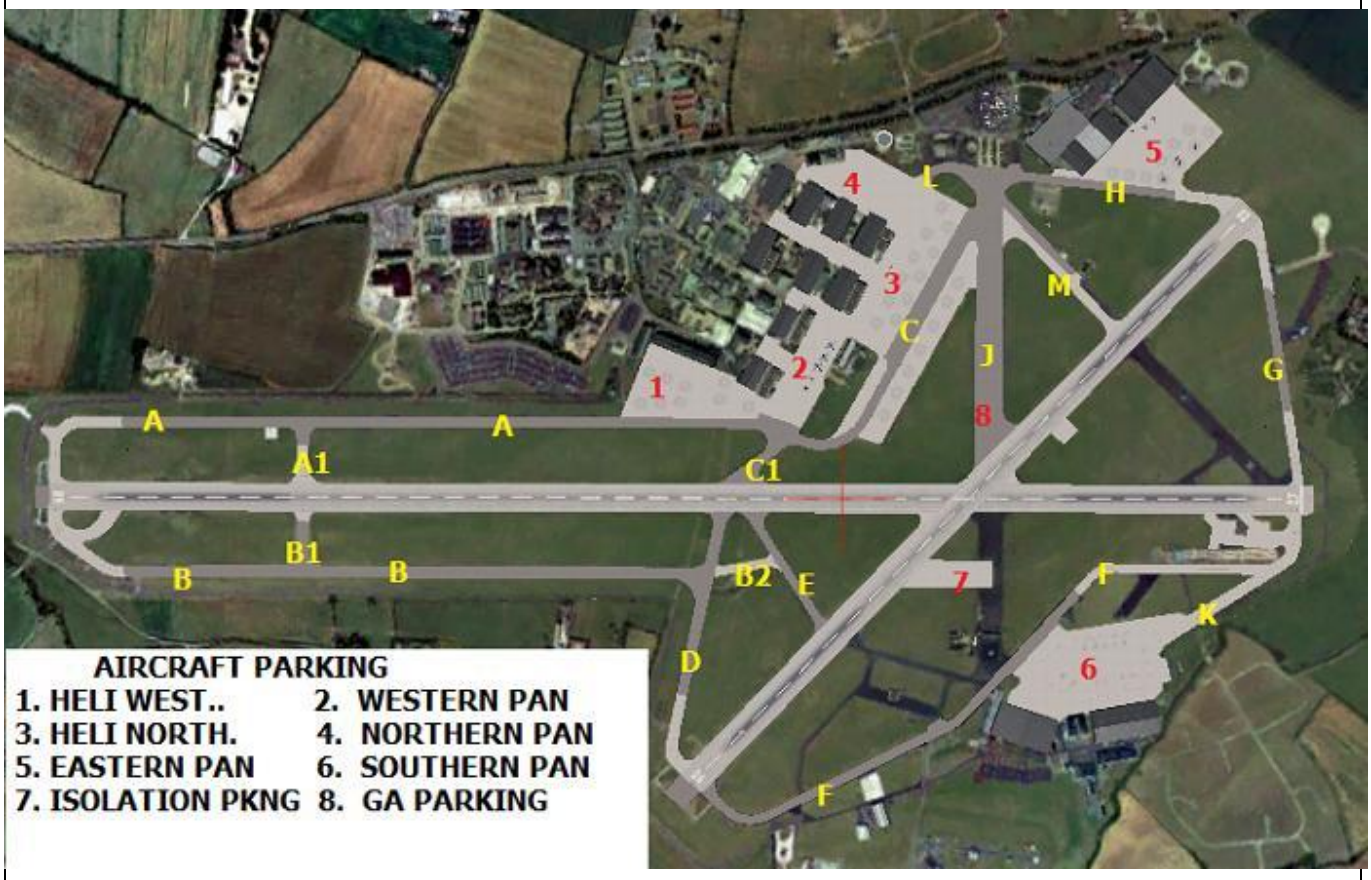 5
4
L
H
3
M
C
J
G
2
1
8
A
A
A1
C1
B1
B
B
B2
E
7
F
K
D
6
F
AIRCRAFT PARKING
1. HELI WEST.. 2. WESTERN PAN
3. HELI NORTH. 4. NORTHERN PAN
5. EASTERN PAN 6. SOUTHERN PAN
7. ISOLATION PKNG 8. GA PARKING